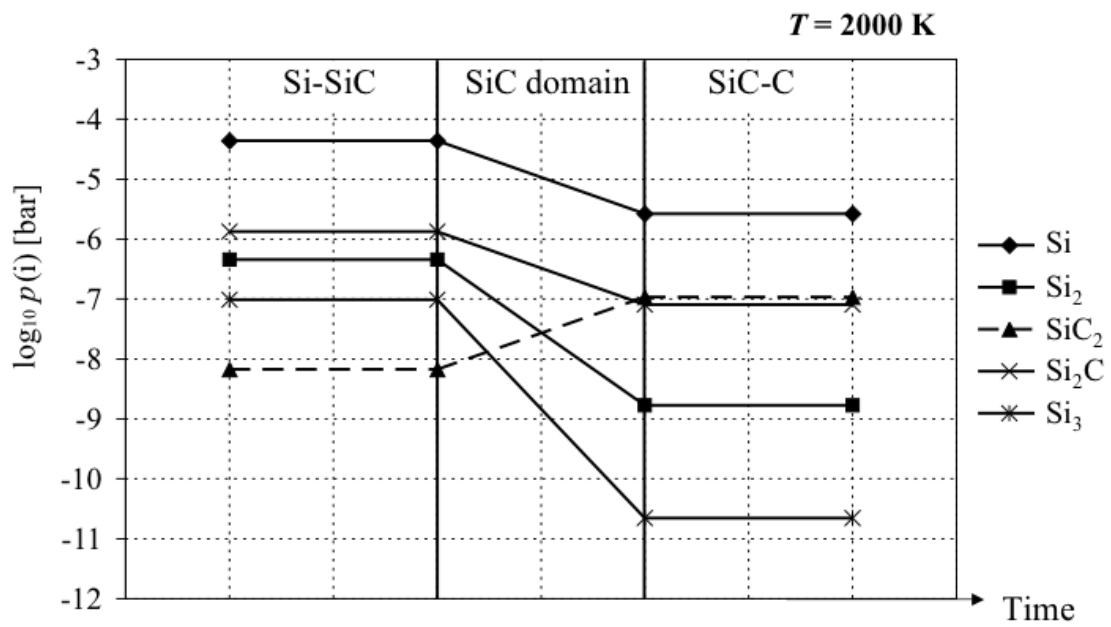 T = 2000 K
Si-SiC SiC domain SiC-C
log₁₀ p(i) [bar]
-3
-4
-5
-6
-7
-8
-9
-10
-11
-12
Si
Si₂
SiC₂
Si₂C
Si₃
Time